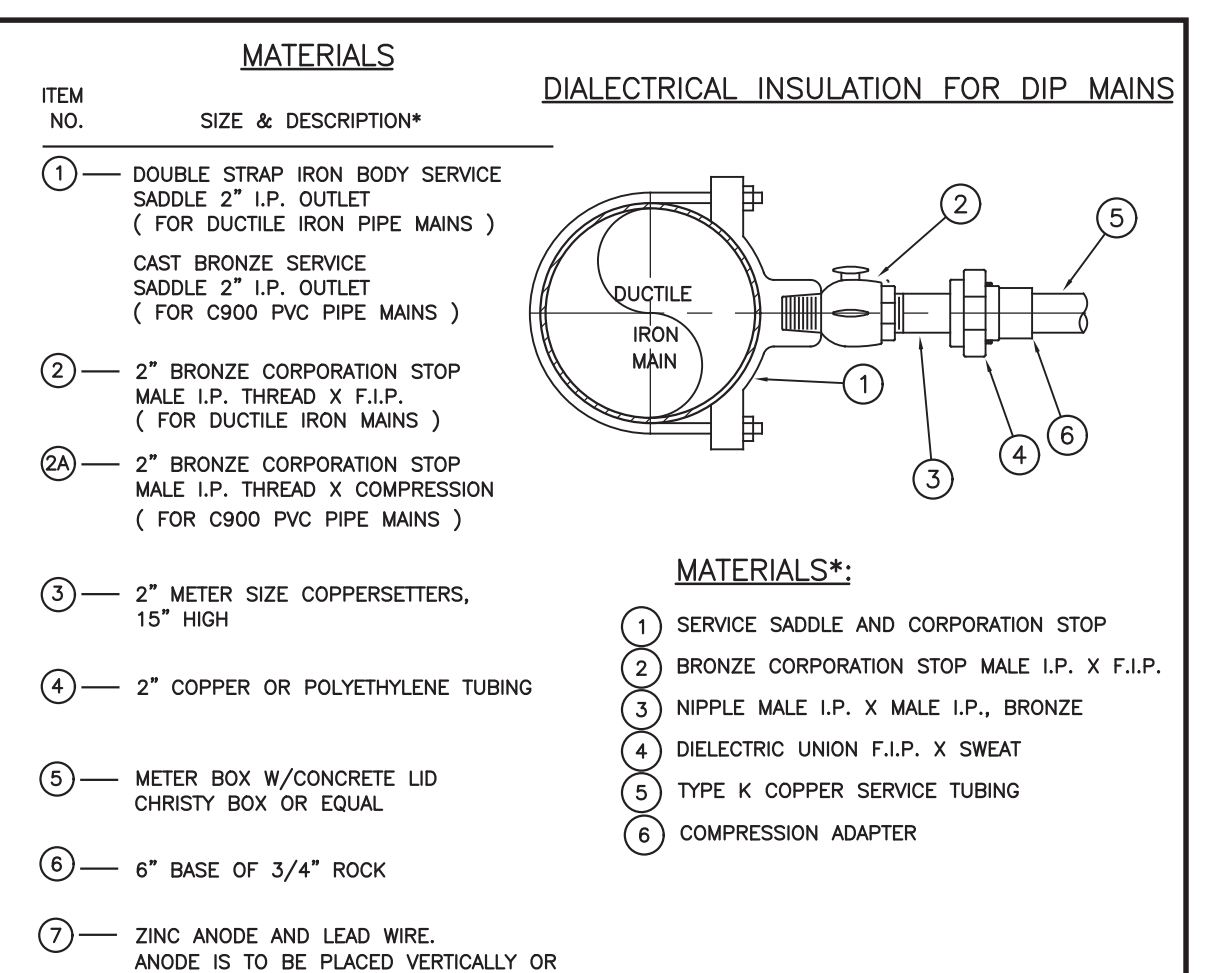 MATERIALS
ITEM
NO. SIZE & DESCRIPTION*
1 DOUBLE STRAP IRON BODY SERVICE
SADDLE 2" I.P. OUTLET
( FOR DUCTILE IRON PIPE MAINS )
CAST BRONZE SERVICE
SADDLE 2" I.P. OUTLET
( FOR C900 PVC PIPE MAINS )
2 2" BRONZE CORPORATION STOP
MALE I.P. THREAD X F.I.P.
( FOR DUCTILE IRON MAINS )
2A 2" BRONZE CORPORATION STOP
MALE I.P. THREAD X COMPRESSION
( FOR C900 PVC PIPE MAINS )
3 2" METER SIZE COPPERSETTERS,
15" HIGH
4 2" COPPER OR POLYETHYLENE TUBING
5 METER BOX W/CONCRETE LID
CHRISTY BOX OR EQUAL
6 6" BASE OF 3/4" ROCK
7 ZINC ANODE AND LEAD WIRE.
ANODE IS TO BE PLACED VERTICALLY OR
DIALECTRICAL INSULATION FOR DIP MAINS
2
5
DUCTILE
IRON
MAIN
1
6
4
3
MATERIALS*:
1 SERVICE SADDLE AND CORPORATION STOP
2 BRONZE CORPORATION STOP MALE I.P. X F.I.P.
3 NIPPLE MALE I.P. X MALE I.P., BRONZE
4 DIELECTRIC UNION F.I.P. X SWEAT
5 TYPE K COPPER SERVICE TUBING
6 COMPRESSION ADAPTER